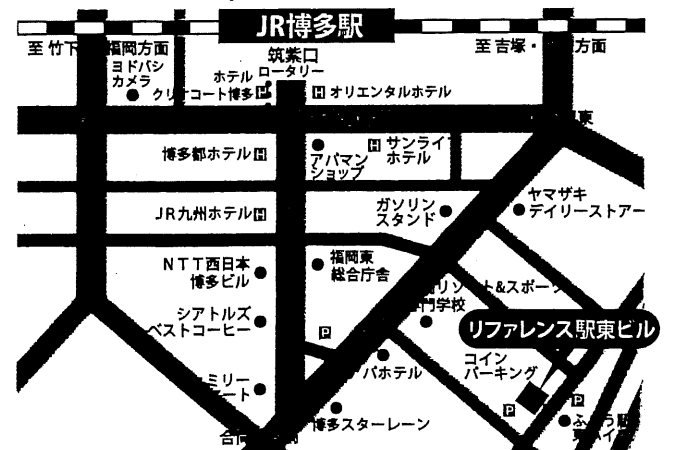 JR博多駅
筑紫口
ロータリー
至 竹下
福岡方面
至 吉塚・
方面
ヨドバシ
カメラ
ホテル
クリオコート博多 H
H オリエンタルホテル
博多都ホテル H
アパマン
ショップ
H サンライ
ホテル
JR九州ホテル H
ガソリン
スタンド
ヤマザキ
デイリーストアー
NTT西日本
博多ビル
福岡東
総合庁舎
リゾート&スポーツ
専門学校
シアトルズ
ベストコーヒー
P
リファレンス駅東ビル
コイン
パーキング
ホテル
P
P
博多スターレーン